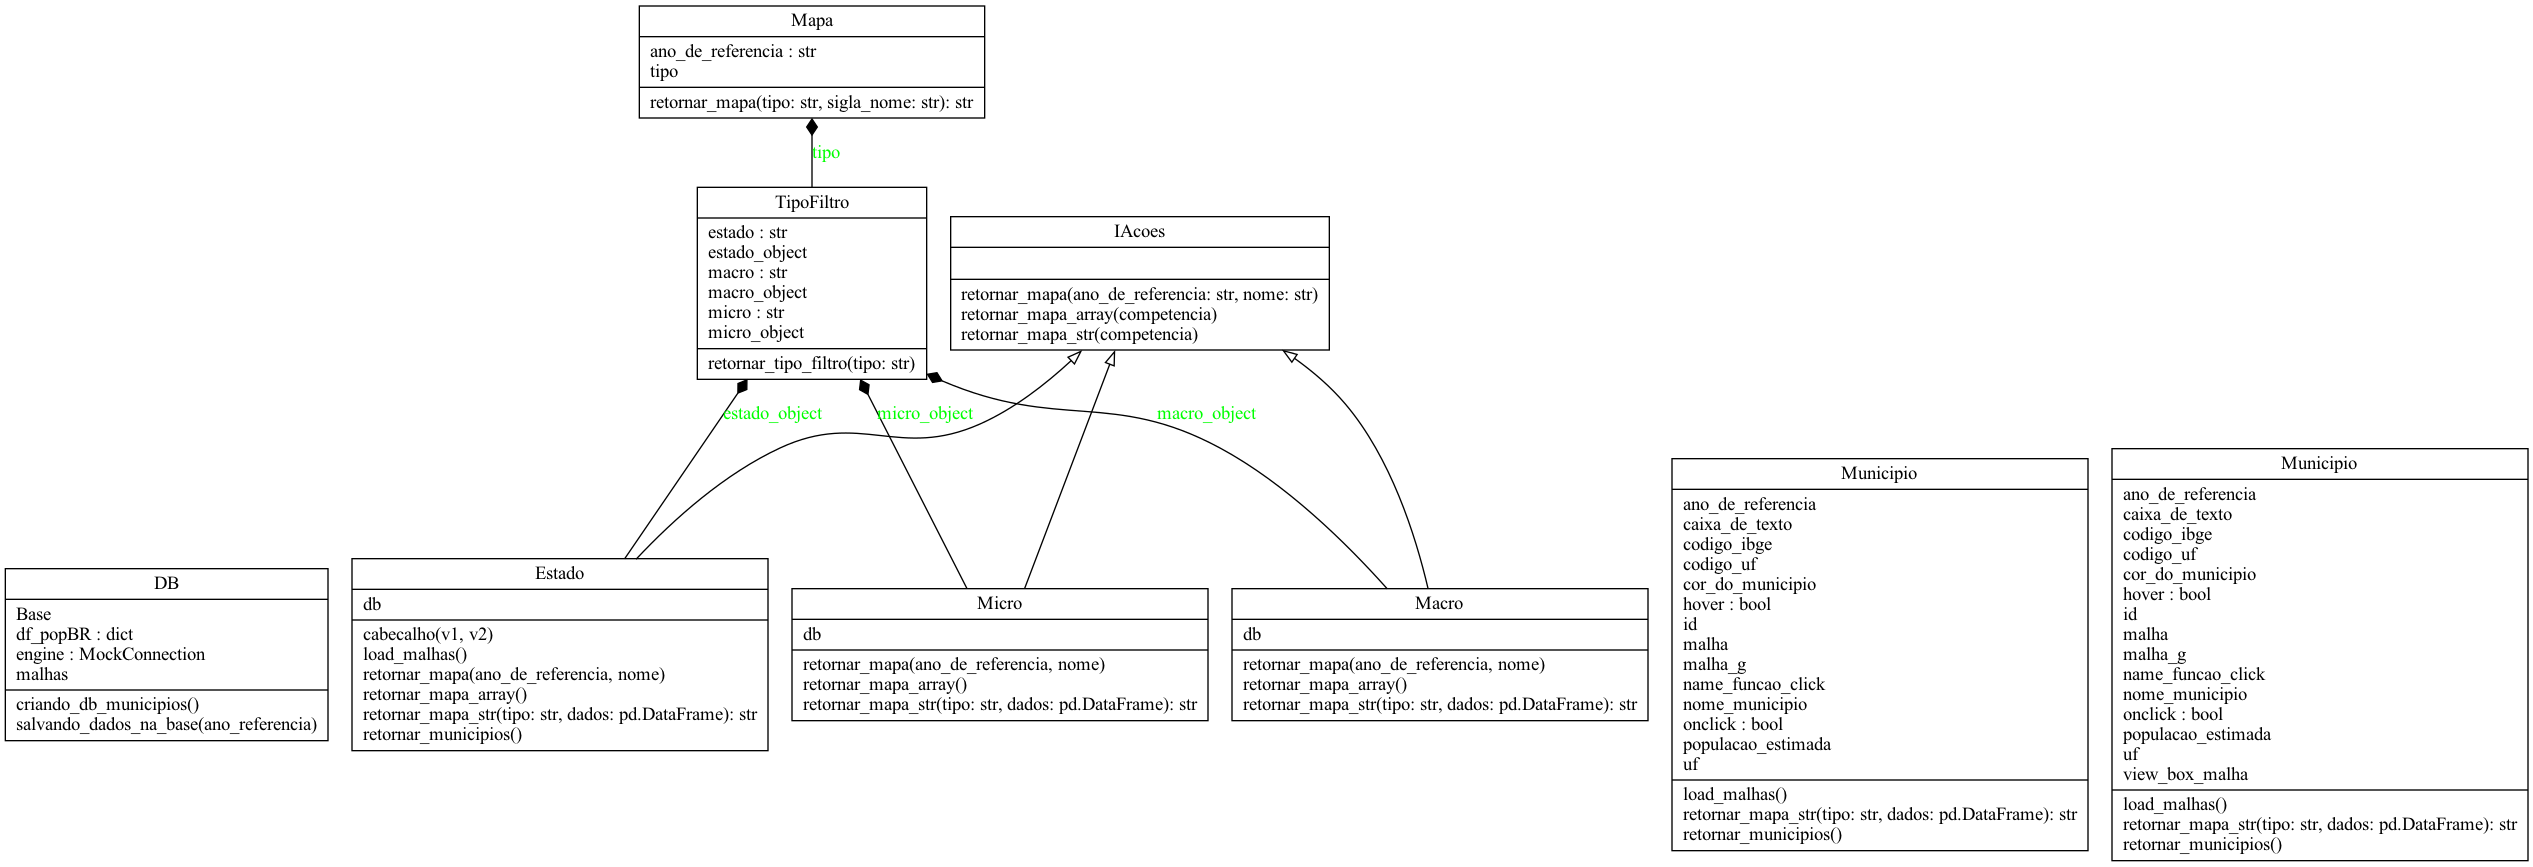 Mapa
ano_de_referencia : str
tipo
retornar_mapa(tipo: str, sigla_nome: str): str
tipo
TipoFiltro
estado : str
estado_object
macro : str
macro_object
micro : str
micro_object
retornar_tipo_filtro(tipo: str)
IAcoes
retornar_mapa(ano_de_referencia: str, nome: str)
retornar_mapa_array(competencia)
retornar_mapa_str(competencia)
estado_object
micro_object
macro_object
DB
Base
df_popBR : dict
engine : MockConnection
malhas
criando_db_municipios()
salvando_dados_na_base(ano_referencia)
Estado
db
cabecalho(v1, v2)
load_malhas()
retornar_mapa(ano_de_referencia, nome)
retornar_mapa_array()
retornar_mapa_str(tipo: str, dados: pd.DataFrame): str
retornar_municipios()
Micro
db
retornar_mapa(ano_de_referencia, nome)
retornar_mapa_array()
retornar_mapa_str(tipo: str, dados: pd.DataFrame): str
Macro
db
retornar_mapa(ano_de_referencia, nome)
retornar_mapa_array()
retornar_mapa_str(tipo: str, dados: pd.DataFrame): str
Municipio
ano_de_referencia
caixa_de_texto
codigo_ibge
codigo_uf
cor_do_municipio
hover : bool
id
malha
malha_g
name_funcao_click
nome_municipio
onclick : bool
populacao_estimada
uf
load_malhas()
retornar_mapa_str(tipo: str, dados: pd.DataFrame): str
retornar_municipios()
Municipio
ano_de_referencia
caixa_de_texto
codigo_ibge
codigo_uf
cor_do_municipio
hover : bool
id
malha
malha_g
name_funcao_click
nome_municipio
onclick : bool
populacao_estimada
uf
view_box_malha
load_malhas()
retornar_mapa_str(tipo: str, dados: pd.DataFrame): str
retornar_municipios()